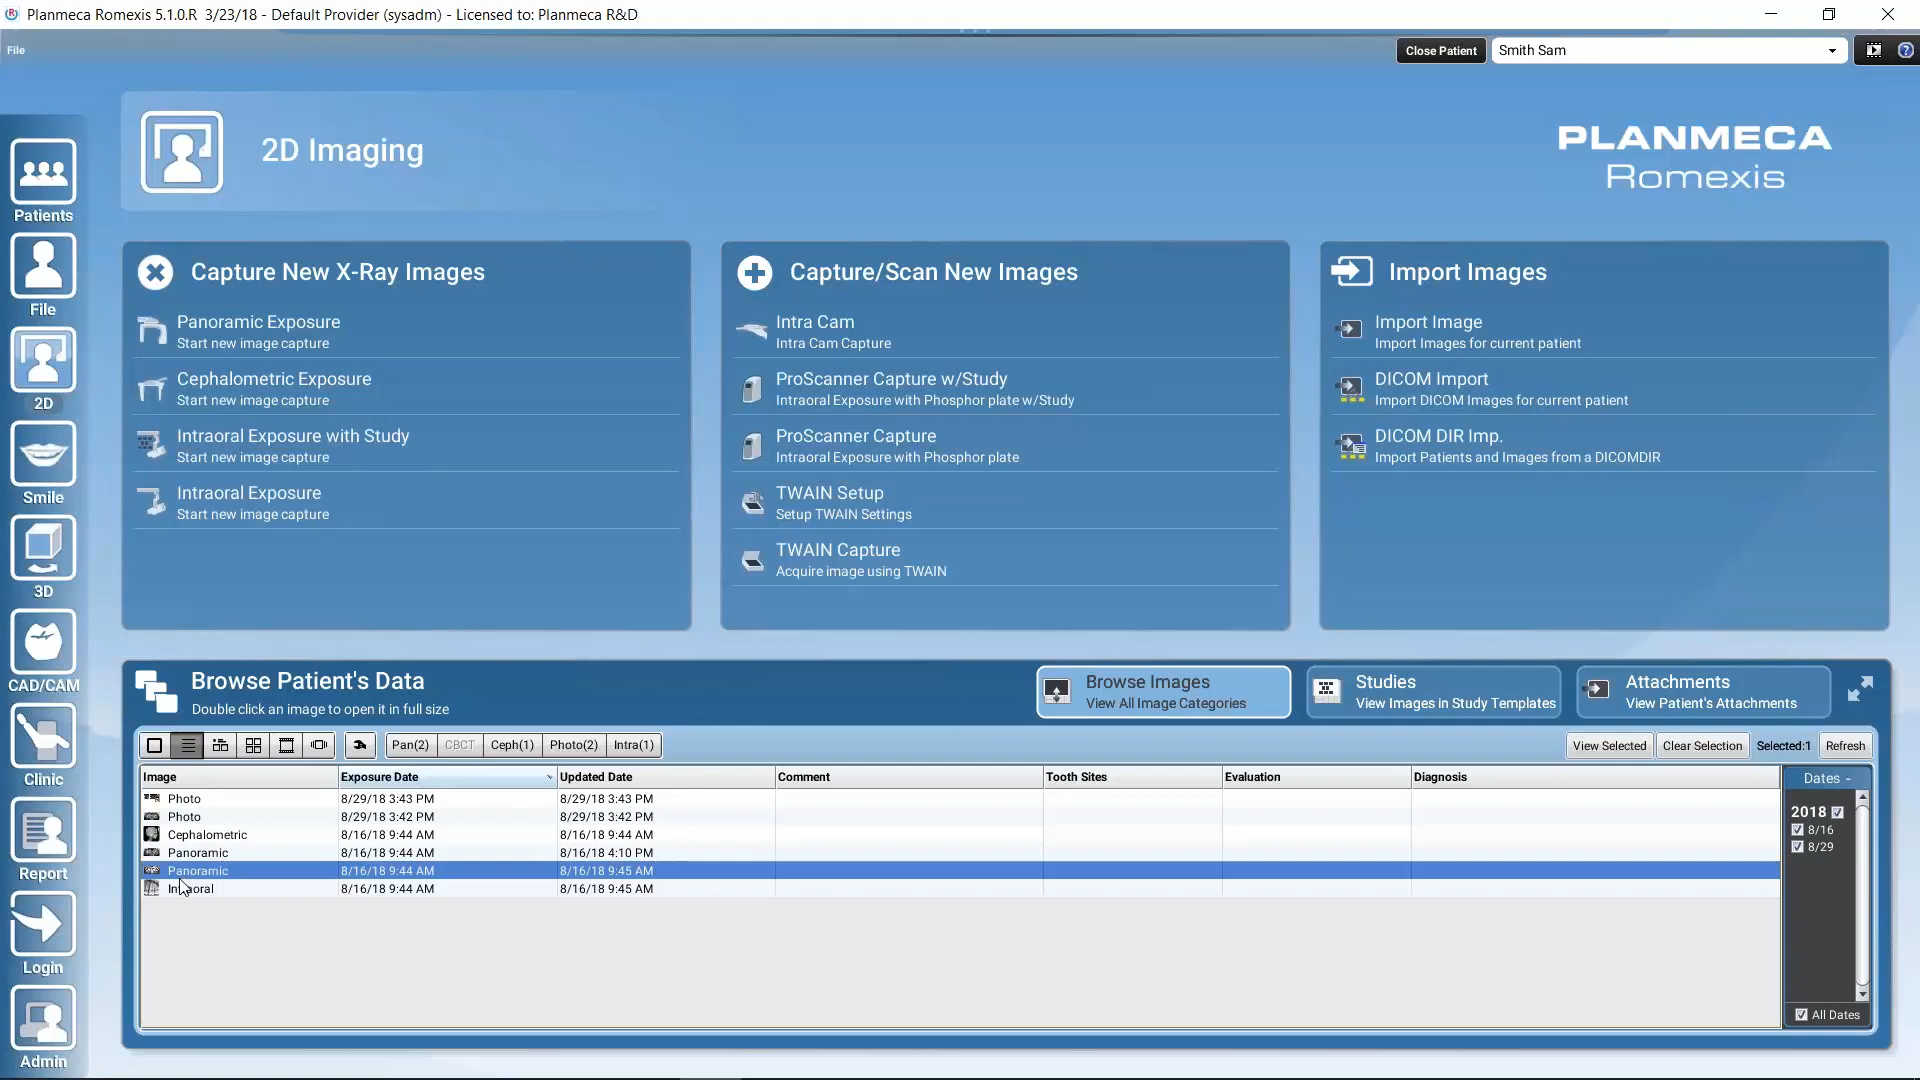 Planmeca Romexis 5.1.0.R 3/23/18 - Default Provider (sysadm) - Licensed to: Planmeca R&D
File
Close Patient
Smith Sam
2D Imaging
PLANMECA
Romexis
Patients
File
2D
Smile
3D
CAD/CAM
Clinic
Report
Login
Admin
Capture New X-Ray Images
Panoramic Exposure
Start new image capture
Cephalometric Exposure
Start new image capture
Intraoral Exposure with Study
Start new image capture
Intraoral Exposure
Start new image capture
Capture/Scan New Images
Intra Cam
Intra Cam Capture
ProScanner Capture w/Study
Intraoral Exposure with Phosphor plate w/Study
ProScanner Capture
Intraoral Exposure with Phosphor plate
TWAIN Setup
Setup TWAIN Settings
TWAIN Capture
Acquire image using TWAIN
Import Images
Import Image
Import Images for current patient
DICOM Import
Import DICOM Images for current patient
DICOM DIR Imp.
Import Patients and Images from a DICOMDIR
Browse Patient's Data
Double click an image to open it in full size
Browse Images
View All Image Categories
Studies
View Images in Study Templates
Attachments
View Patient's Attachments
Pan(2) CBCT Ceph(1) Photo(2) Intra(1)
View Selected Clear Selection Selected:1 Refresh
Image Exposure Date Updated Date Comment Tooth Sites Evaluation Diagnosis
Photo 8/29/18 3:43 PM 8/29/18 3:43 PM
Photo 8/29/18 3:42 PM 8/29/18 3:42 PM
Cephalometric 8/16/18 9:44 AM 8/16/18 9:44 AM
Panoramic 8/16/18 9:44 AM 8/16/18 4:10 PM
Panoramic 8/16/18 9:44 AM 8/16/18 9:45 AM
Intraoral 8/16/18 9:44 AM 8/16/18 9:45 AM
Dates
2018
8/16
8/29
All Dates